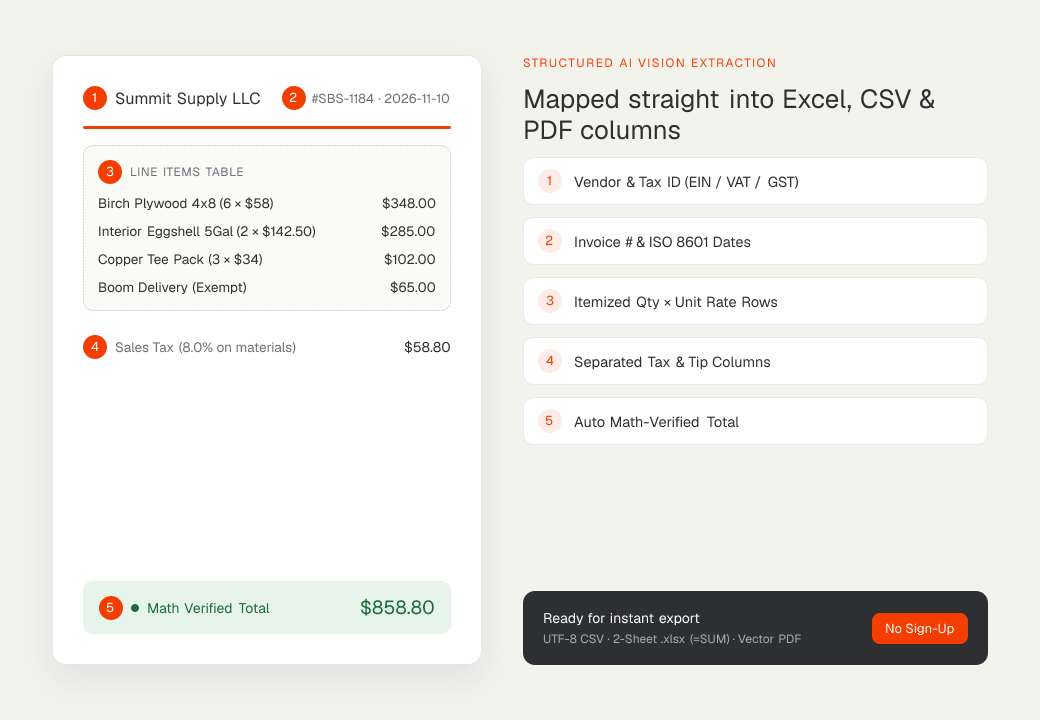 1 Summit Supply LLC 2 #SBS-1184 · 2026-11-10
3 LINE ITEMS TABLE
Birch Plywood 4x8 (6 × $58) $348.00
Interior Eggshell 5Gal (2 × $142.50) $285.00
Copper Tee Pack (3 × $34) $102.00
Boom Delivery (Exempt) $65.00
4 Sales Tax (8.0% on materials) $58.80
5 Math Verified Total $858.80
STRUCTURED AI VISION EXTRACTION
Mapped straight into Excel, CSV &
PDF columns
1 Vendor & Tax ID (EIN / VAT / GST)
2 Invoice # & ISO 8601 Dates
3 Itemized Qty × Unit Rate Rows
4 Separated Tax & Tip Columns
5 Auto Math-Verified Total
Ready for instant export
UTF-8 CSV · 2-Sheet .xlsx (=SUM) · Vector PDF
No Sign-Up